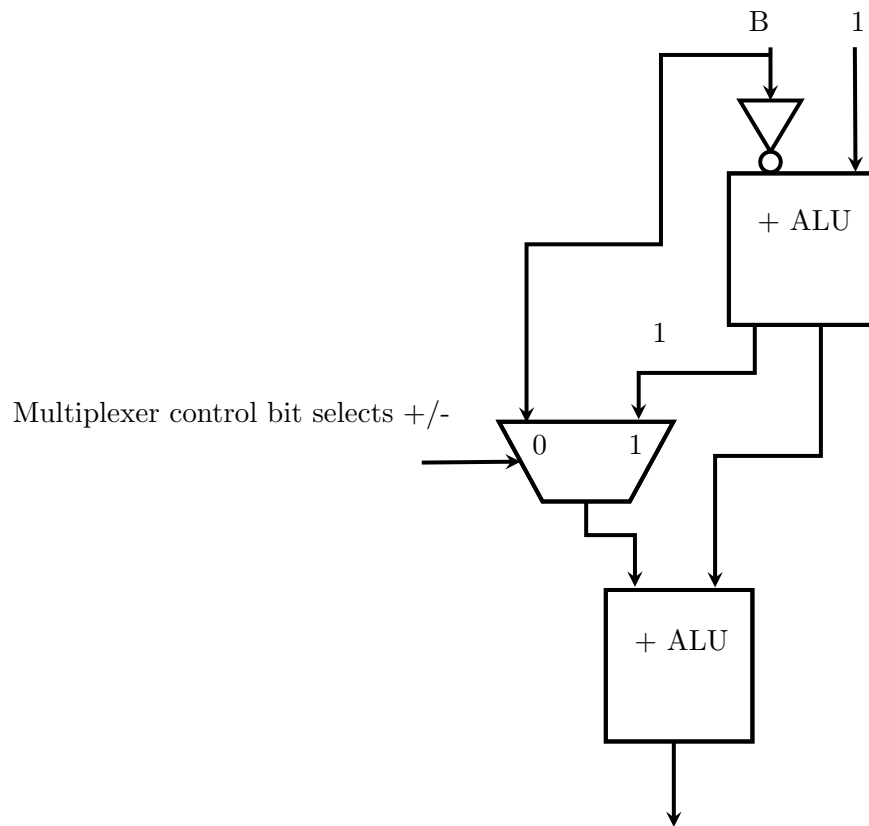 B
1
+ ALU
1
Multiplexer control bit selects +/-
0
1
+ ALU